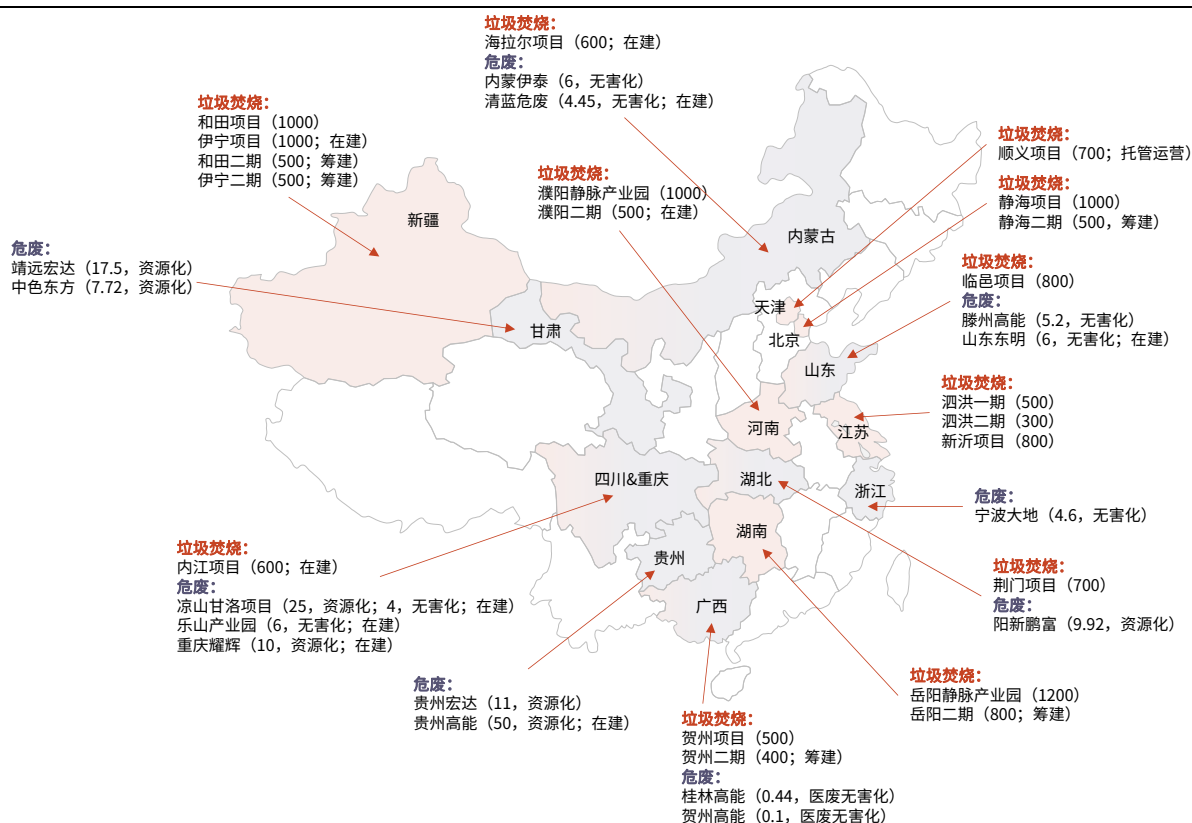 垃圾焚烧：
海拉尔项目（600；在建）
危废：
内蒙伊泰（6，无害化）
清蓝危废（4.45，无害化；在建）
垃圾焚烧：
和田项目（1000）
伊宁项目（1000；在建）
和田二期（500；筹建）
伊宁二期（500；筹建）
垃圾焚烧：
顺义项目（700；托管运营）
垃圾焚烧：
濮阳静脉产业园（1000）
濮阳二期（500；在建）
垃圾焚烧：
静海项目（1000）
静海二期（500，筹建）
新疆
内蒙古
危废：
靖远宏达（17.5，资源化）
中色东方（7.72，资源化）
垃圾焚烧：
临邑项目（800）
危废：
滕州高能（5.2，无害化）
山东东明（6，无害化；在建）
天津
甘肃
北京
山东
垃圾焚烧：
泗洪一期（500）
泗洪二期（300）
新沂项目（800）
河南
江苏
四川&重庆
湖北
浙江
危废：
宁波大地（4.6，无害化）
湖南
贵州
广西
垃圾焚烧：
内江项目（600；在建）
危废：
凉山甘洛项目（25，资源化；4，无害化；在建）
乐山产业园（6，无害化；在建）
重庆耀辉（10，资源化；在建）
垃圾焚烧：
荆门项目（700）
危废：
阳新鹏富（9.92，资源化）
危废：
贵州宏达（11，资源化）
贵州高能（50，资源化；在建）
垃圾焚烧：
岳阳静脉产业园（1200）
岳阳二期（800；筹建）
垃圾焚烧：
贺州项目（500）
贺州二期（400；筹建）
危废：
桂林高能（0.44，医废无害化）
贺州高能（0.1，医废无害化）